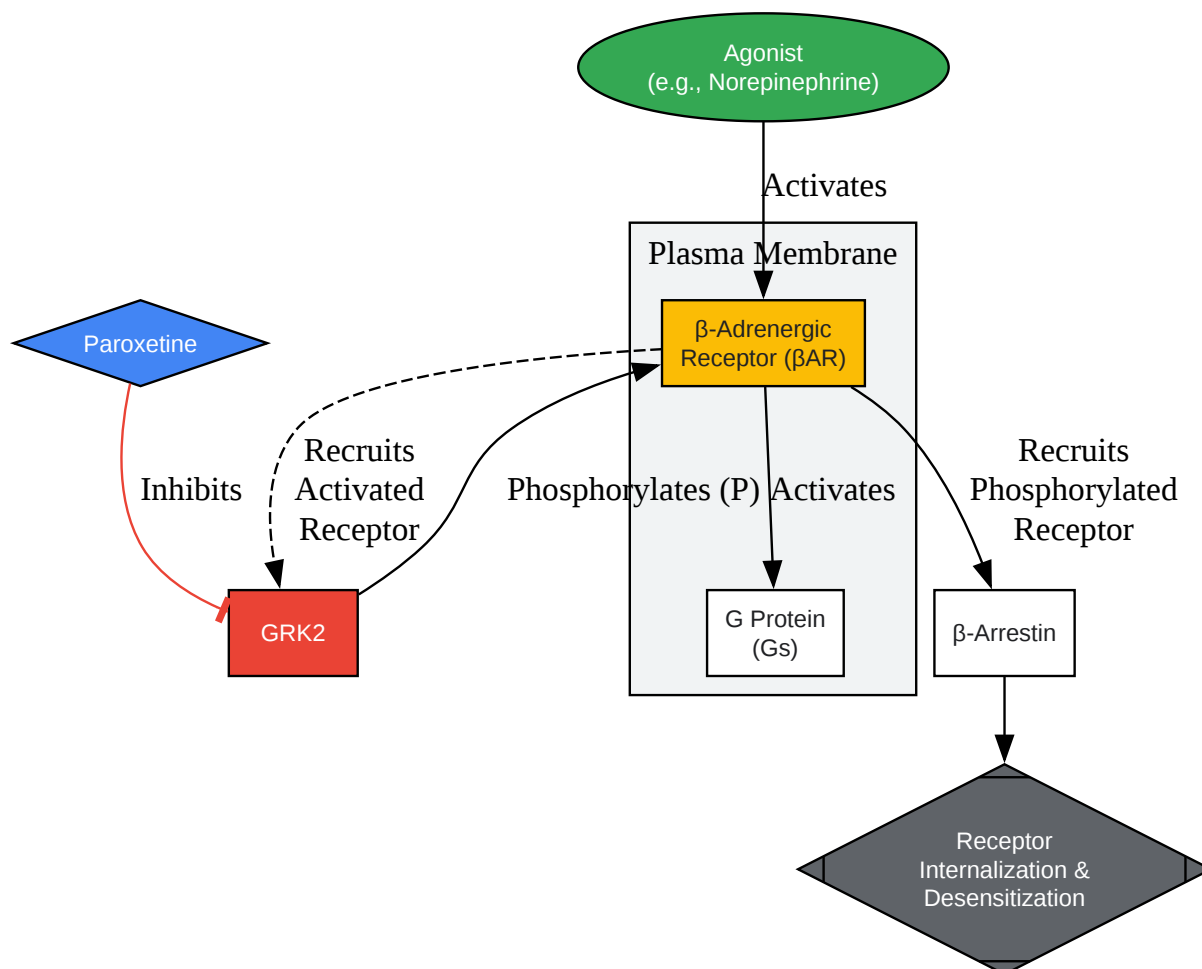 Agonist
(e.g., Norepinephrine)
Activates
Plasma Membrane
β-Adrenergic
Receptor (βAR)
Paroxetine
Inhibits
Recruits
Activated
Receptor
Phosphorylates (P)
Activates
Recruits
Phosphorylated
Receptor
GRK2
G Protein
(Gs)
β-Arrestin
Receptor
Internalization &
Desensitization